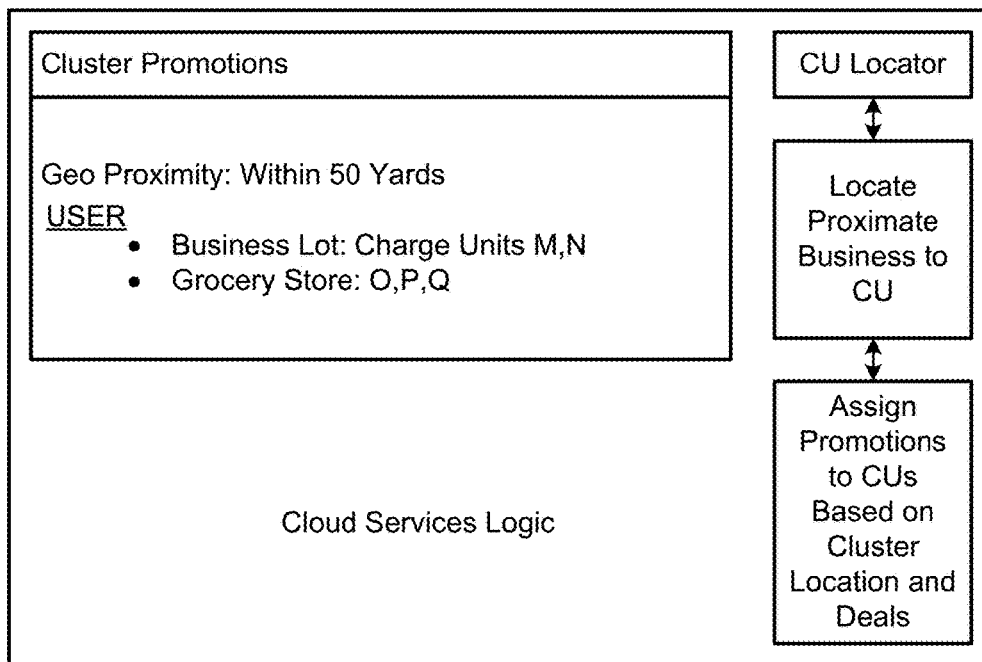 Cluster Promotions
Geo Proximity: Within 50 Yards
USER
• Business Lot: Charge Units M,N
• Grocery Store: O,P,Q
Cloud Services Logic
CU Locator
Locate
Proximate
Business to
CU
Assign
Promotions
to CUs
Based on
Cluster
Location and
Deals